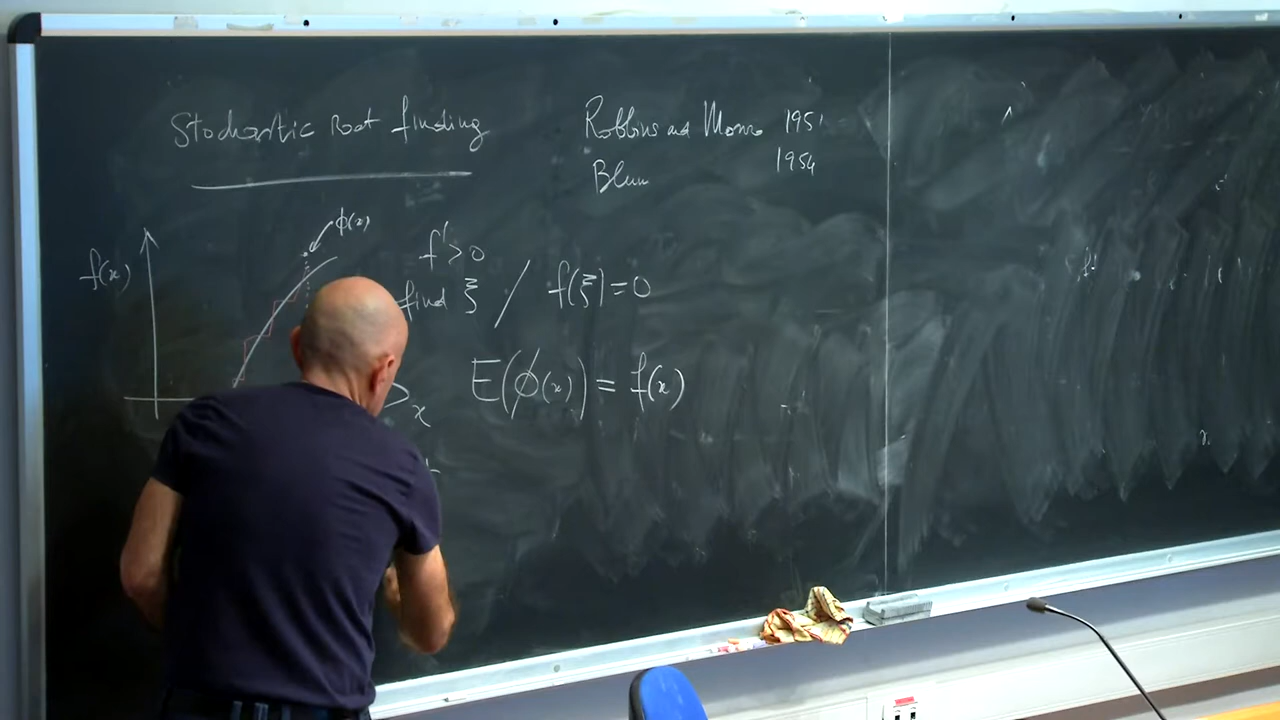 Stochastic Root finding
Robbins and Monro 1951
Blum 1954
ϕ(x)
f(x)
f' > 0
find ξ / f(ξ) = 0
E(ϕ(x)) = f(x)
x